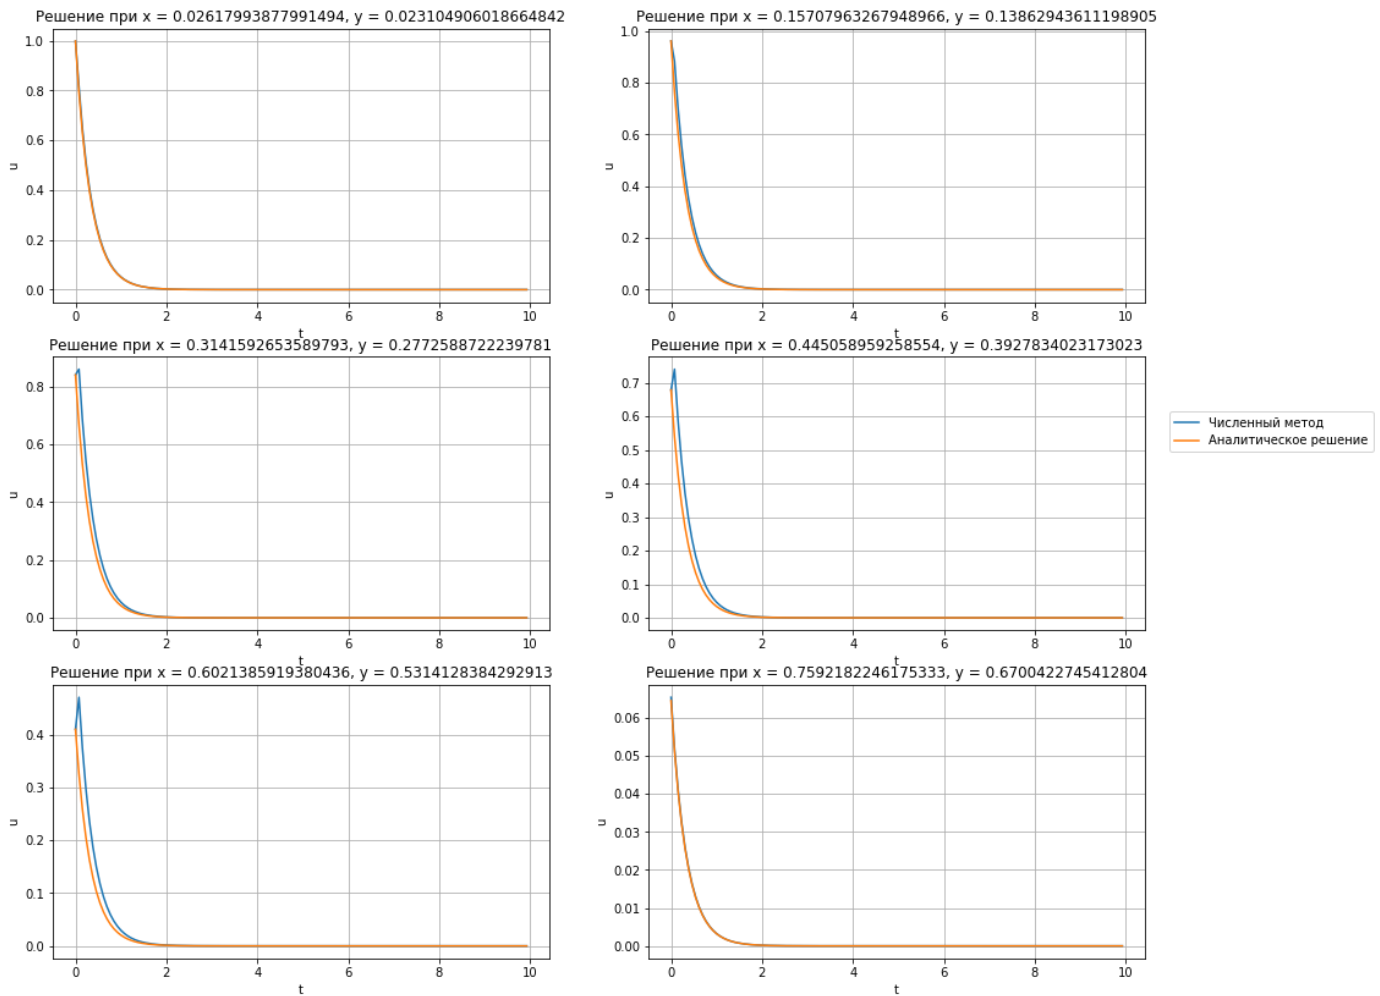 Решение при x = 0.02617993877991494, y = 0.023104906018664842
1.0
0.8
0.6
0.4
0.2
0.0
u
0 2 4 6 8 10
t
Решение при x = 0.15707963267948966, y = 0.13862943611198905
1.0
0.8
0.6
0.4
0.2
0.0
u
0 2 4 6 8 10
t
Решение при x = 0.3141592653589793, y = 0.2772588722239781
0.8
0.6
0.4
0.2
0.0
u
0 2 4 6 8 10
t
Решение при x = 0.445058959258554, y = 0.3927834023173023
0.7
0.6
0.5
0.4
0.3
0.2
0.1
0.0
u
0 2 4 6 8 10
t
Численный метод
Аналитическое решение
Решение при x = 0.6021385919380436, y = 0.5314128384292913
0.4
0.3
0.2
0.1
0.0
u
0 2 4 6 8 10
t
Решение при x = 0.7592182246175333, y = 0.6700422745412804
0.06
0.05
0.04
0.03
0.02
0.01
0.00
u
0 2 4 6 8 10
t